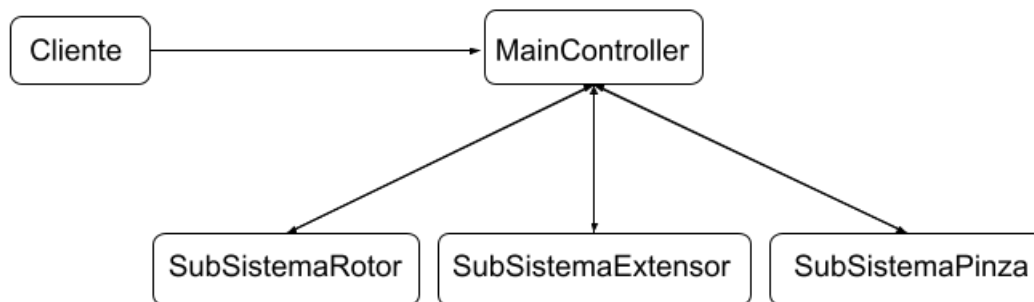 Cliente
MainController
SubSistemaRotor
SubSistemaExtensor
SubSistemaPinza